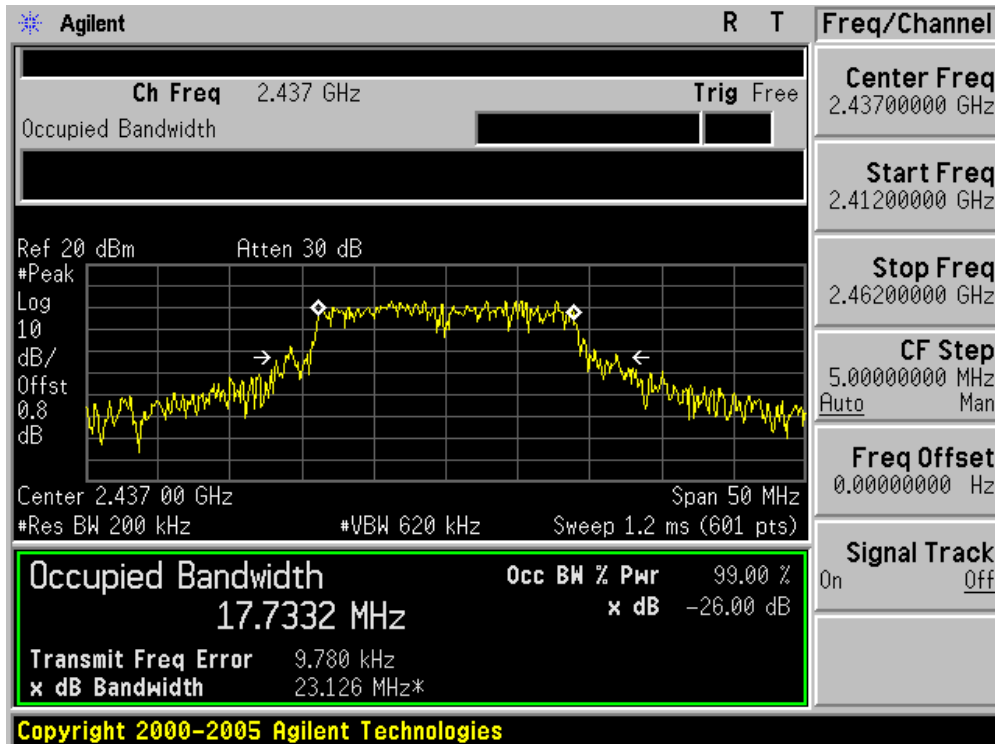 Agilent R T
Freq/Channel
Ch Freq 2.437 GHz Trig Free
Occupied Bandwidth
Ref 20 dBm Atten 30 dB
#Peak
Log
10
dB/
Offst
0.8
dB
Center 2.437 00 GHz Span 50 MHz
#Res BW 200 kHz #VBW 620 kHz Sweep 1.2 ms (601 pts)
Occupied Bandwidth
17.7332 MHz
Occ BW % Pwr 99.00 %
x dB -26.00 dB
Transmit Freq Error 9.780 kHz
x dB Bandwidth 23.126 MHz*
Copyright 2000-2005 Agilent Technologies
Center Freq
2.43700000 GHz
Start Freq
2.41200000 GHz
Stop Freq
2.46200000 GHz
CF Step
5.00000000 MHz
Auto Man
Freq Offset
0.00000000 Hz
Signal Track
On Off